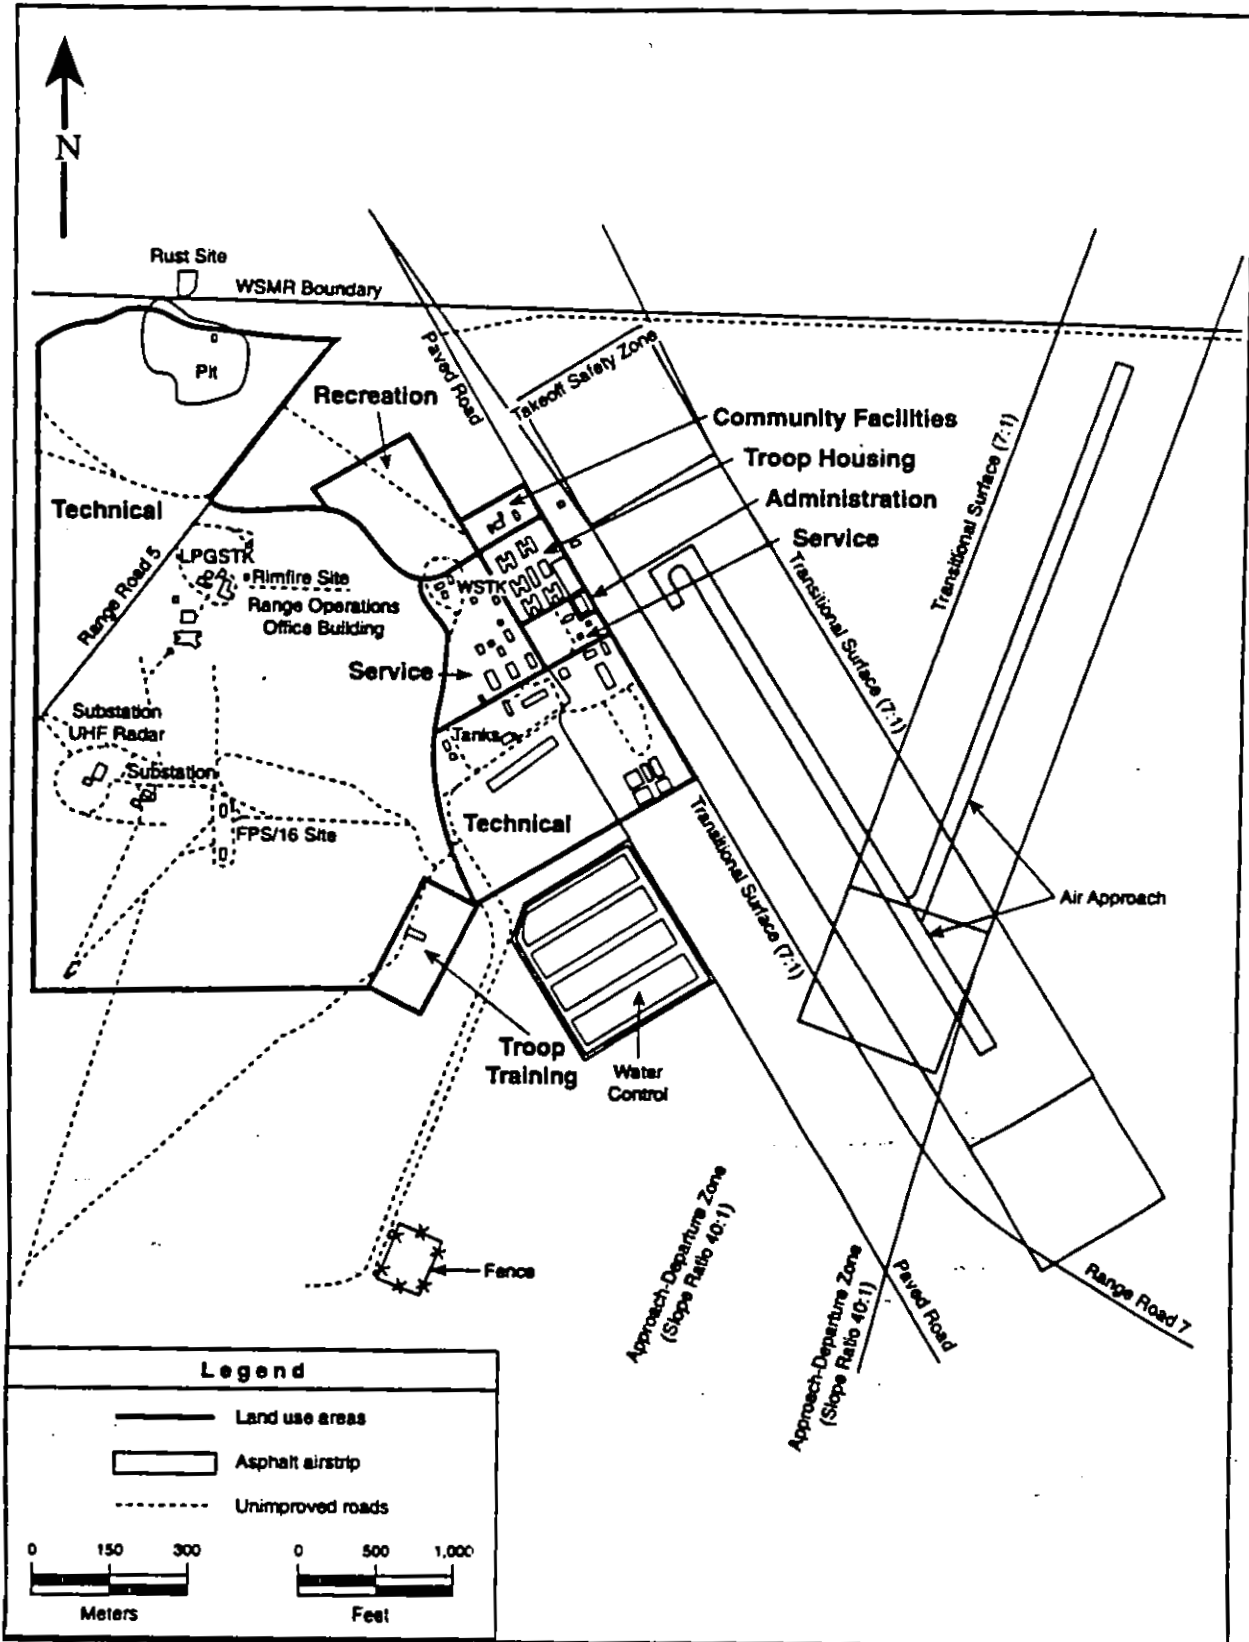 N
Rust Site
WSMR Boundary
Pit
Paved Road
Takeoff Safety Zone
Recreation
Community Facilities
Troop Housing
Administration
Service
Technical
Range Road 5
LPGSTK
Rimfire Site
Range Operations
Office Building
WSTK
Service
Transitional Surface (7:1)
Transitional Surface (7:1)
Substation
UHF Radar
Substation
Tanks
FPS/16 Site
Technical
Transitional Surface (7:1)
Air Approach
Troop
Training
Water
Control
Fence
Approach-Departure Zone
(Slope Ratio 40:1)
Approach-Departure Zone
(Slope Ratio 40:1)
Paved Road
Range Road 7
Legend
Land use areas
Asphalt airstrip
Unimproved roads
0 150 300
Meters
0 500 1,000
Feet